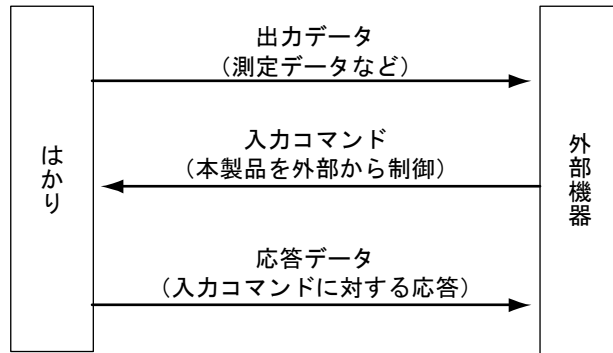 はかり
出力データ
（測定データなど）
入力コマンド
（本製品を外部から制御）
応答データ
（入力コマンドに対する応答）
外部機器